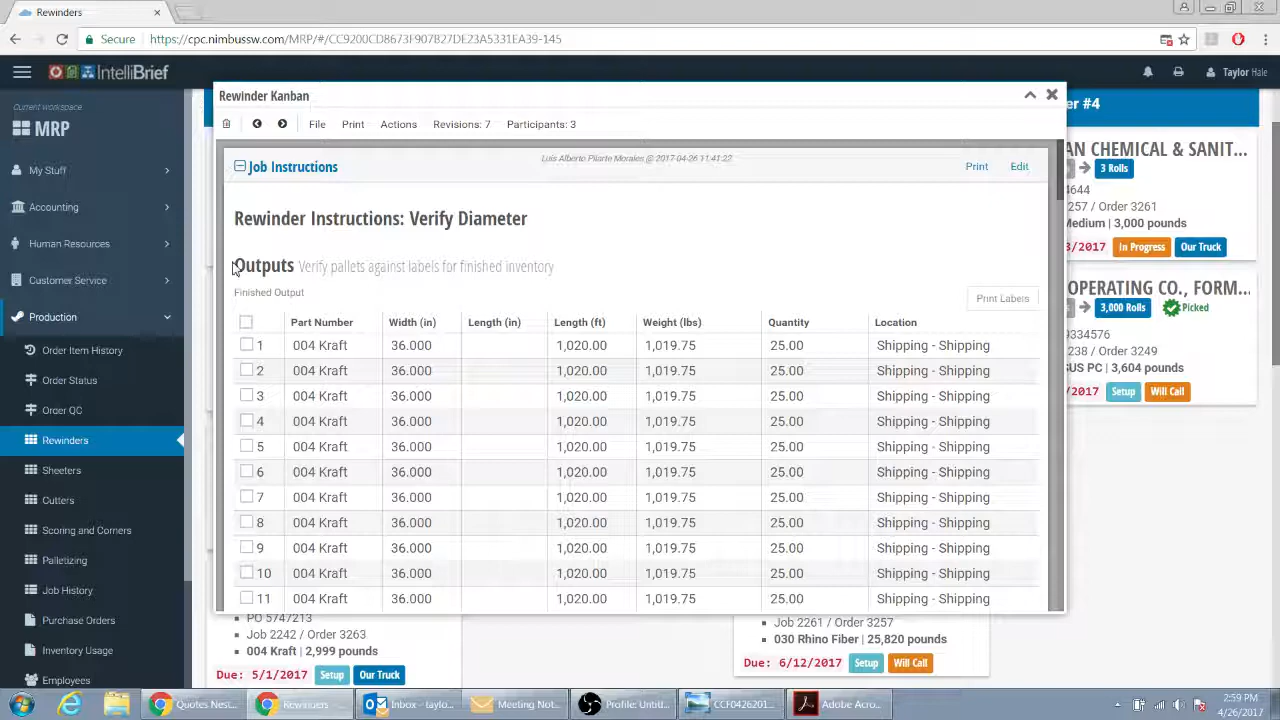 Rewinders
Secure
https://cpc.nimbussw.com/MRP/#/CC9200CD8673F907B27DE23A5331EA39-145
IntelliBrief
Taylor Hale
Current workspace
MRP
My Stuff
Accounting
Human Resources
Customer Service
Production
Order Item History
Order Status
Order QC
Rewinders
Sheeters
Cutters
Scoring and Corners
Palletizing
Job History
Purchase Orders
Inventory Usage
Employees
Rewinder Kanban
File Print Actions Revisions: 7 Participants: 3
Job Instructions
Luis Alberto Pilarte Morales @ 2017-04-26 11:41:22
Print Edit
Rewinder Instructions: Verify Diameter
Outputs Verify pallets against labels for finished inventory
Finished Output
Print Labels
Part Number Width (in) Length (in) Length (ft) Weight (lbs) Quantity Location
1 004 Kraft 36.000 1,020.00 1,019.75 25.00 Shipping - Shipping
2 004 Kraft 36.000 1,020.00 1,019.75 25.00 Shipping - Shipping
3 004 Kraft 36.000 1,020.00 1,019.75 25.00 Shipping - Shipping
4 004 Kraft 36.000 1,020.00 1,019.75 25.00 Shipping - Shipping
5 004 Kraft 36.000 1,020.00 1,019.75 25.00 Shipping - Shipping
6 004 Kraft 36.000 1,020.00 1,019.75 25.00 Shipping - Shipping
7 004 Kraft 36.000 1,020.00 1,019.75 25.00 Shipping - Shipping
8 004 Kraft 36.000 1,020.00 1,019.75 25.00 Shipping - Shipping
9 004 Kraft 36.000 1,020.00 1,019.75 25.00 Shipping - Shipping
10 004 Kraft 36.000 1,020.00 1,019.75 25.00 Shipping - Shipping
11 004 Kraft 36.000 1,020.00 1,019.75 25.00 Shipping - Shipping
er #4
AN CHEMICAL & SANIT...
3 Rolls
4644
257 / Order 3261
Medium | 3,000 pounds
3/2017 In Progress Our Truck
OPERATING CO., FORM...
3,000 Rolls Picked
9334576
238 / Order 3249
SUS PC | 3,604 pounds
/2017 Setup Will Call
PO 5747213
Job 2242 / Order 3263
004 Kraft | 2,999 pounds
Due: 5/1/2017 Setup Our Truck
Job 2261 / Order 3257
030 Rhino Fiber | 25,820 pounds
Due: 6/12/2017 Setup Will Call
Quotes Nest...
Rewinders - ...
Inbox - taylo...
Meeting Not...
Profile: Untit...
CCF0426201...
Adobe Acro...
2:59 PM
4/26/2017